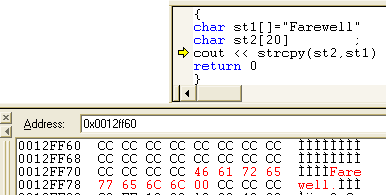 {
char st1[]="Farewell"
char st2[20] ;
cout << strcpy(st2,st1)
return 0
}
Address: 0x0012ff60
0012FF60 CC CC CC CC CC CC CC CC ÌÌÌÌÌÌÌÌ
0012FF68 CC CC CC CC CC CC CC CC ÌÌÌÌÌÌÌÌ
0012FF70 CC CC CC CC 46 61 72 65 ÌÌÌÌFare
0012FF78 77 65 6C 6C 00 CC CC CC well.ÌÌÌ